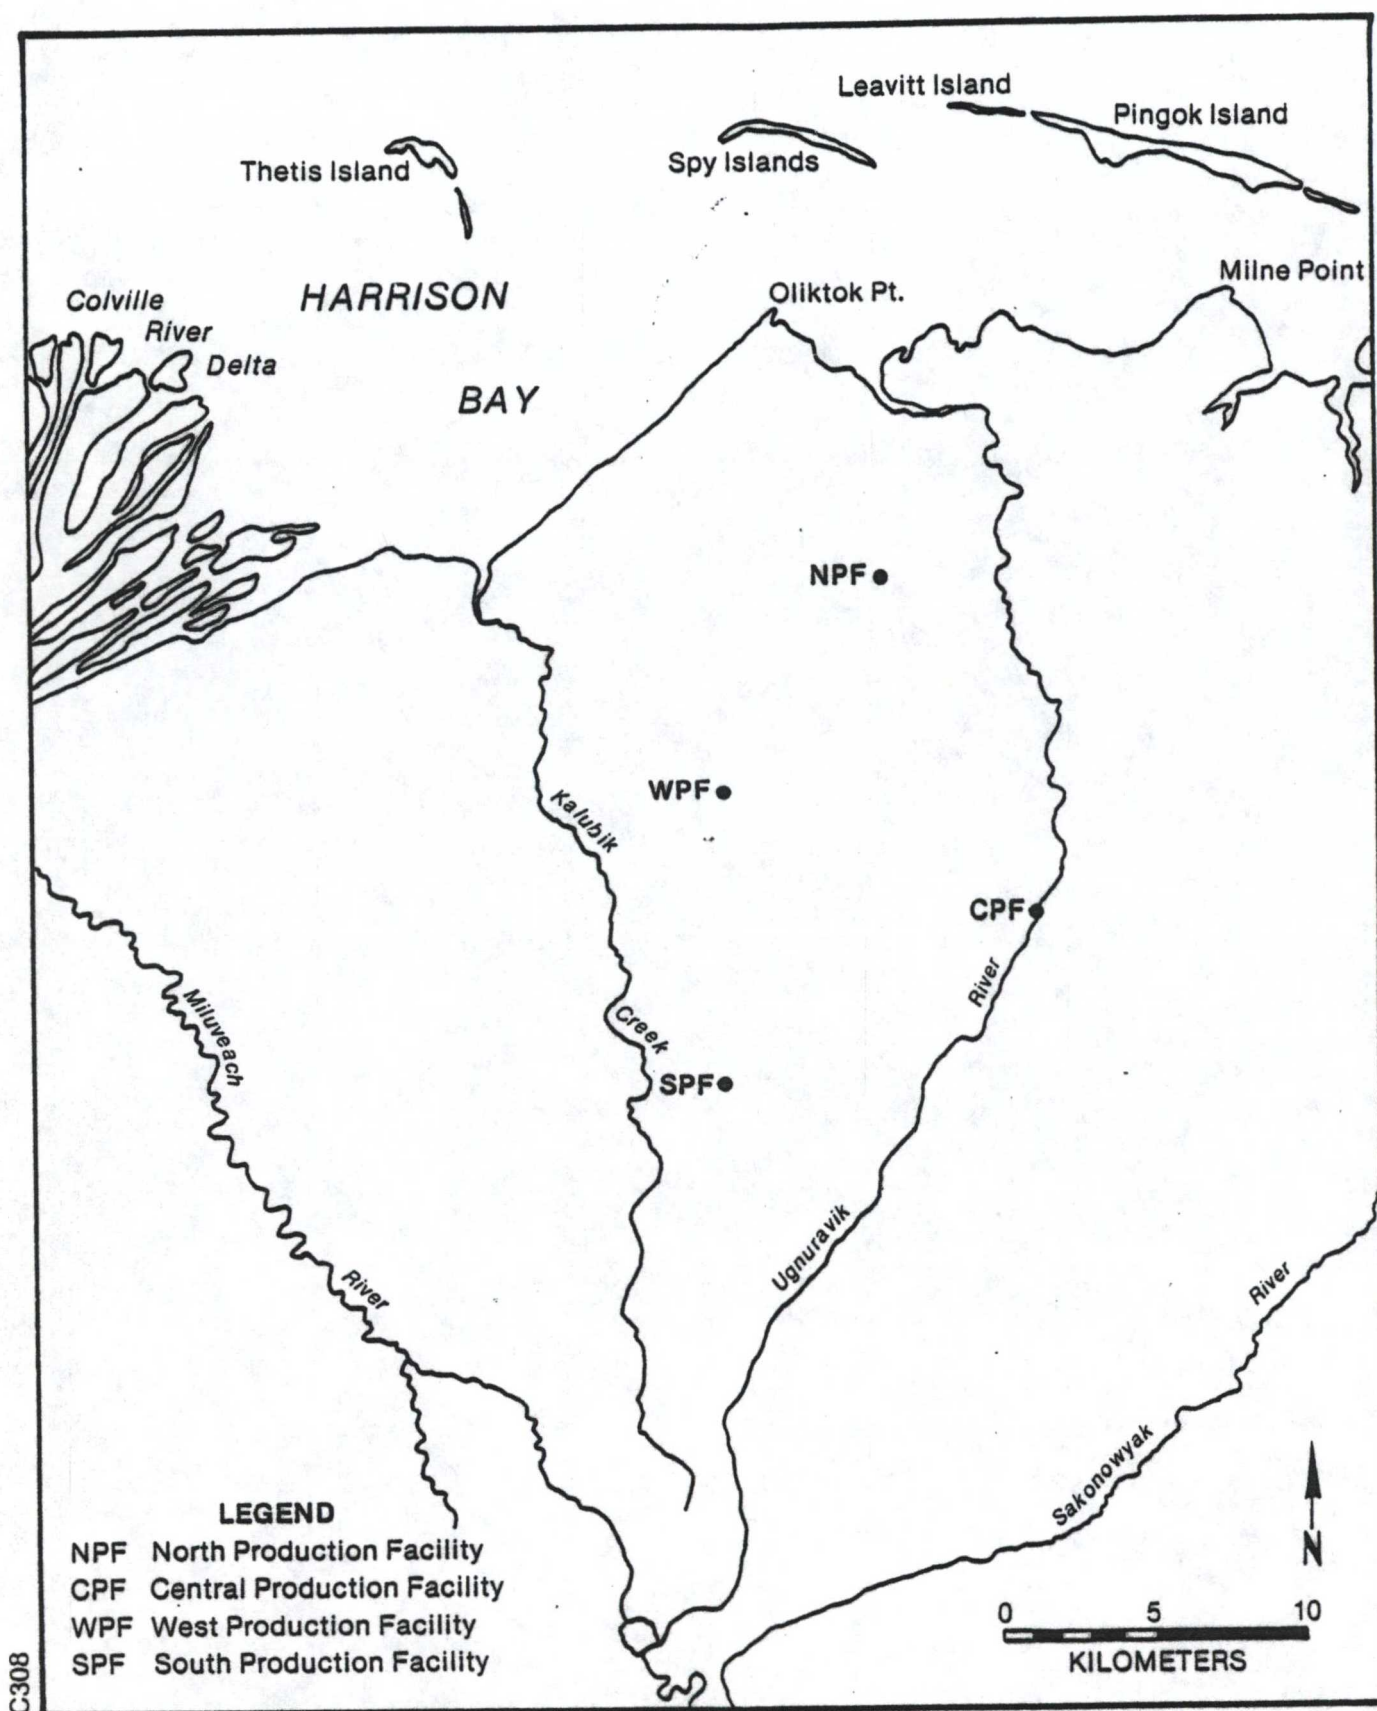 Leavitt Island
Pingok Island
Thetis Island
Spy Islands
Milne Point
Oliktok Pt.
Colville
River
Delta
HARRISON
BAY
NPF
WPF
Kalubik
CPF
River
Miluveach
Creek
SPF
Ugnuravik
River
River
Sakonowyak
LEGEND
NPF North Production Facility
CPF Central Production Facility
WPF West Production Facility
SPF South Production Facility
N
0 5 10
KILOMETERS
C308